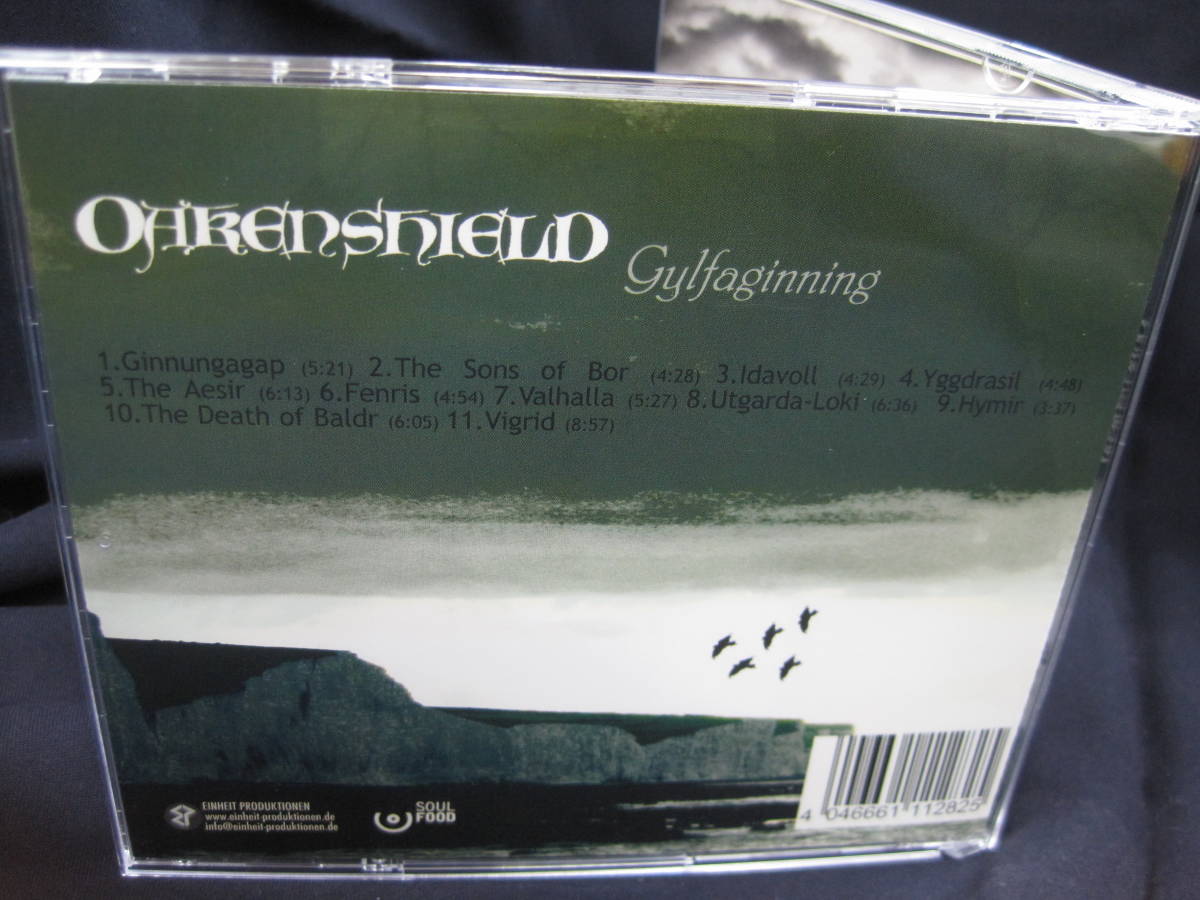 OAKENSHIELD
Gylfaginning
1.Ginnungagap (5:21) 2.The Sons of Bor (4:28) 3.Idavoll (4:29) 4.Yggdrasil (4:48)
5.The Aesir (6:13) 6.Fenris (4:54) 7.Valhalla (5:27) 8.Utgarda-Loki (6:36) 9.Hymir (3:37)
10.The Death of Baldr (6:05) 11.Vigrid (8:57)
EINHEIT PRODUKTIONEN
www.einheit-produktionen.de
info@einheit-produktionen.de
SOUL
FOOD
4 046661 112825